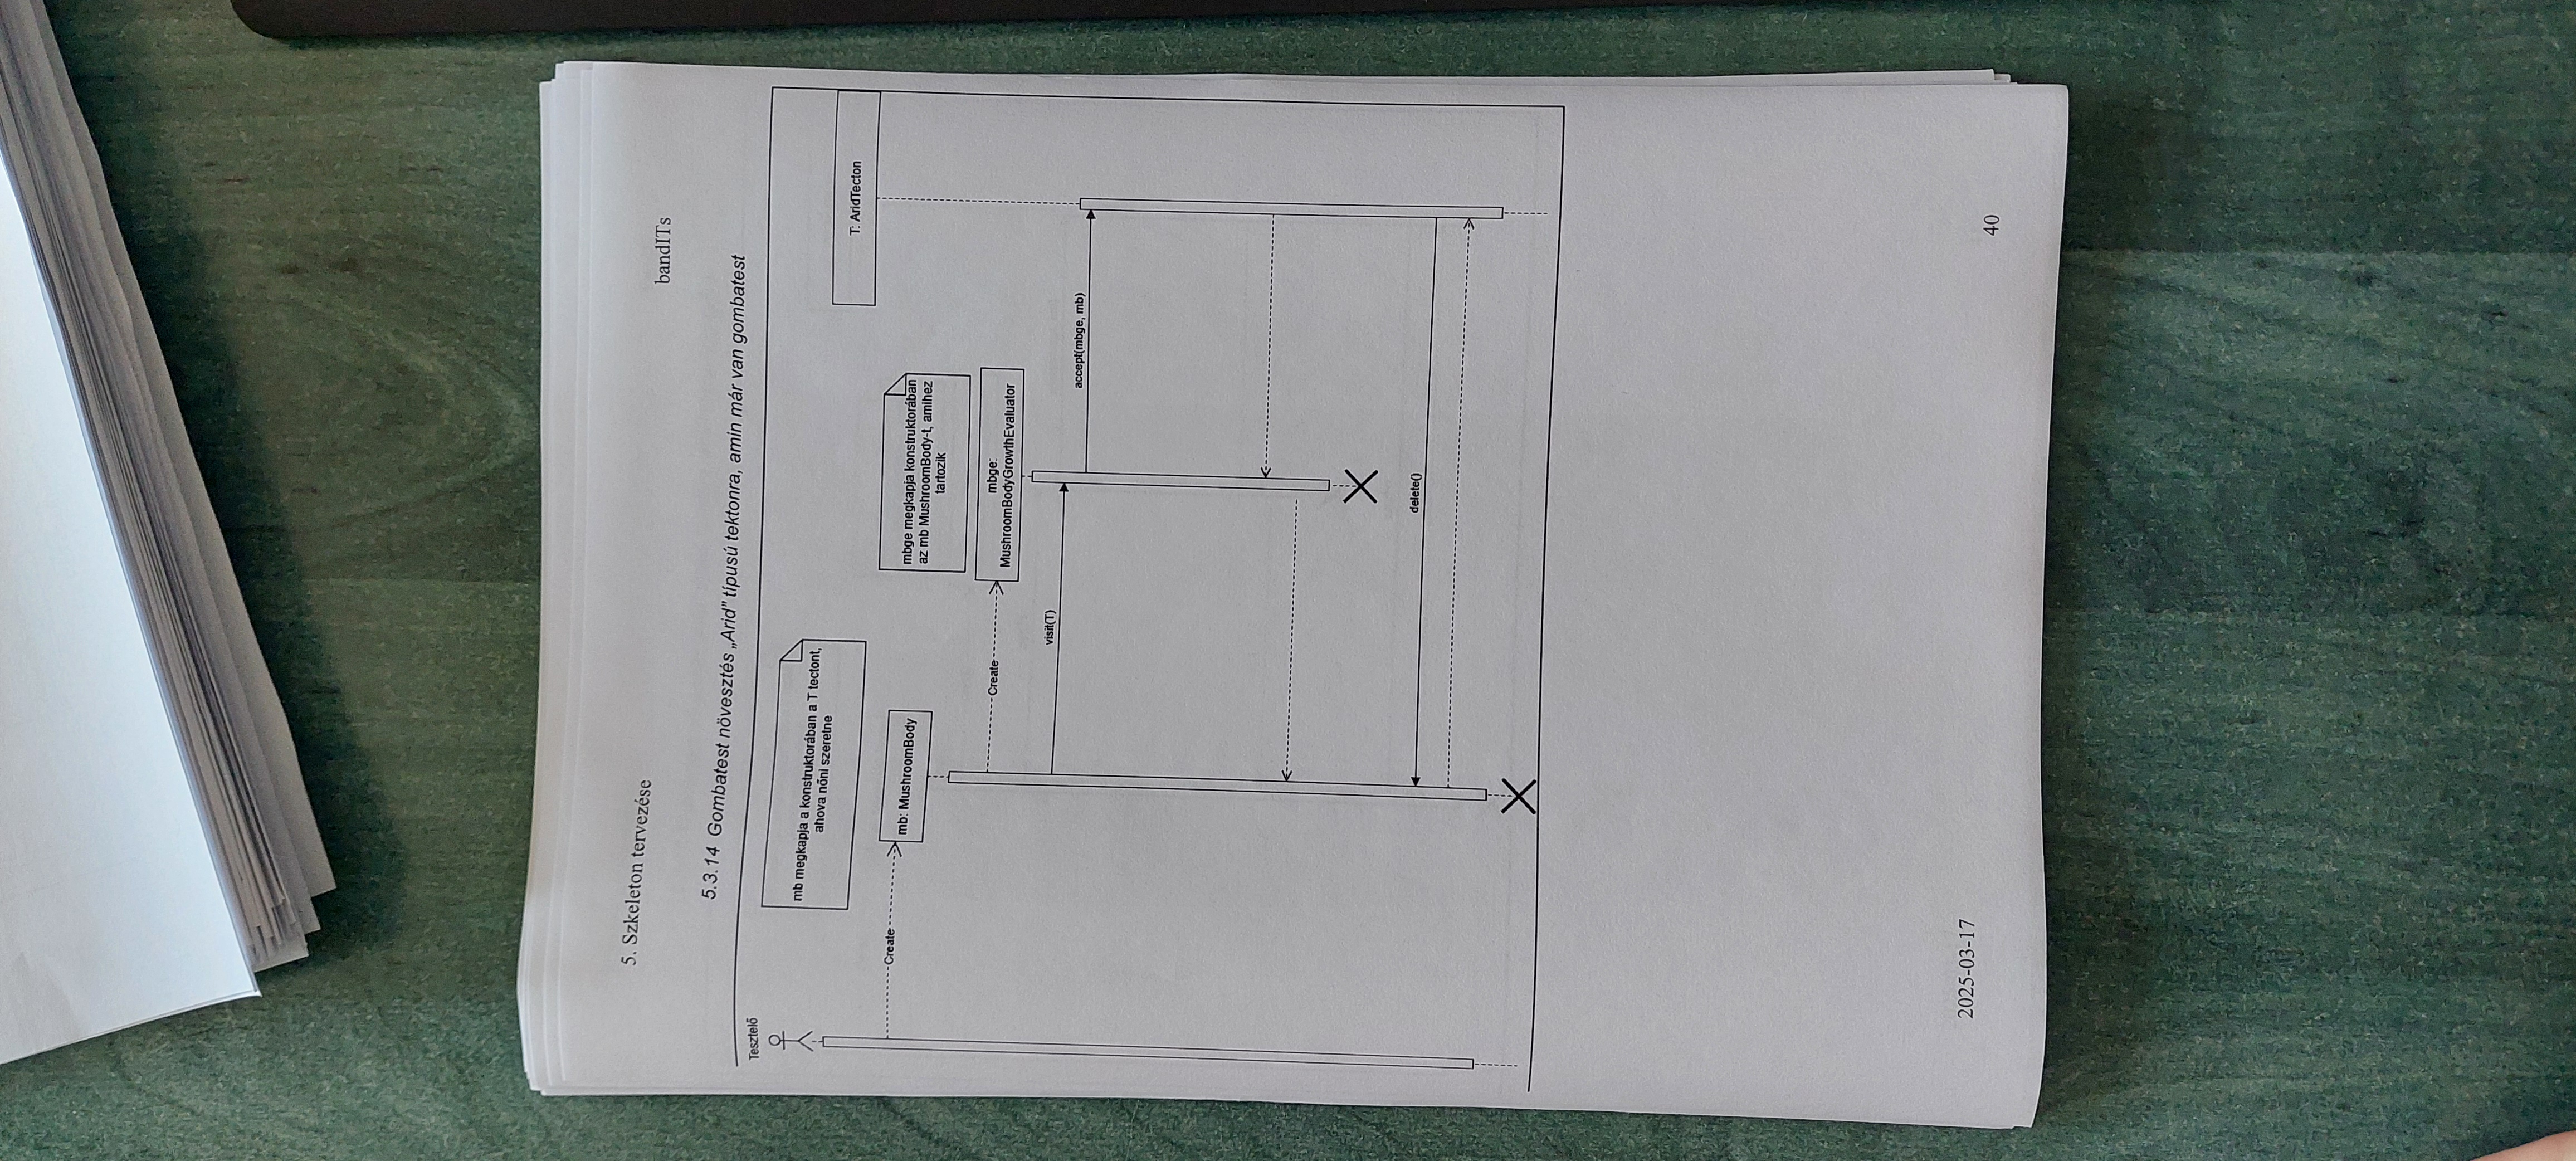 5. Szkeleton tervezése
bandITs
5.3.14 Gombatest növesztés „Arid” típusú tektonra, amin már van gombatest
Tesztelő
mb megkapja a konstruktorában a T tectont,
ahova nőni szeretne
T: AridTecton
Create
mb: MushroomBody
mbge megkapja konstruktorában
az mb MushroomBody-t, amihez
tartozik
Create
mbge:
MushroomBodyGrowthEvaluator
visit(T)
accept(mbge, mb)
delete()
2025-03-17
40